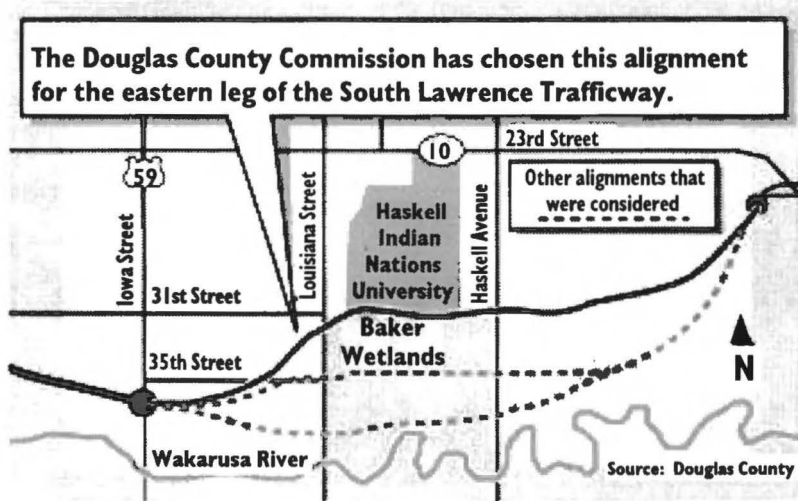 The Douglas County Commission has chosen this alignment
for the eastern leg of the South Lawrence Trafficway.
23rd Street
10
59
Other alignments that
were considered
Iowa Street
Louisiana Street
Haskell
Indian
Nations
University
Haskell Avenue
31st Street
Baker
Wetlands
35th Street
N
Wakarusa River
Source: Douglas County